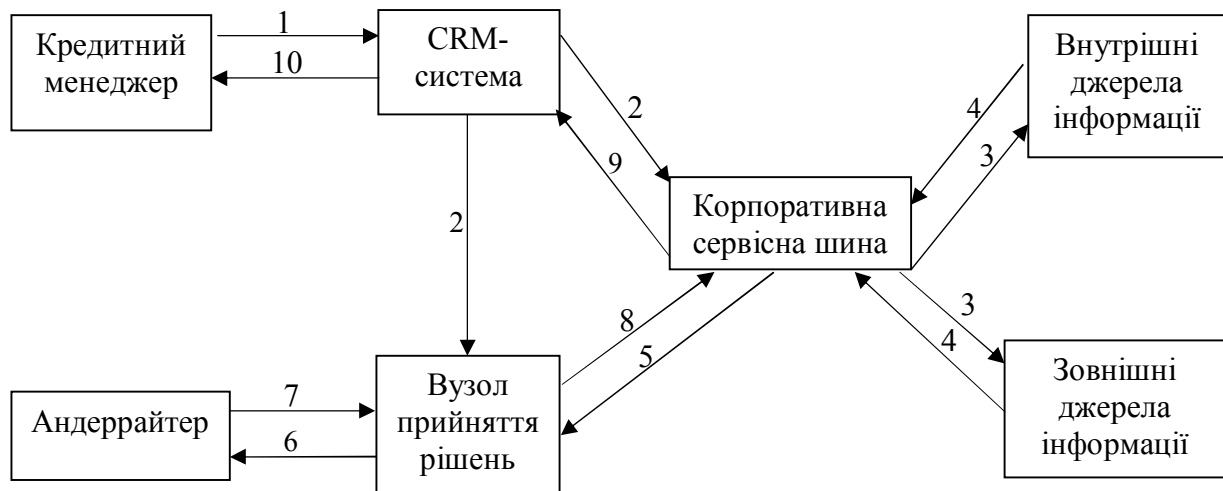 Кредитний
менеджер
1
10
CRM-
система
2
9
2
Внутрішні
джерела
інформації
4
3
Корпоративна
сервісна шина
8
5
3
4
Андеррайтер
7
6
Вузол
прийняття
рішень
Зовнішні
джерела
інформації